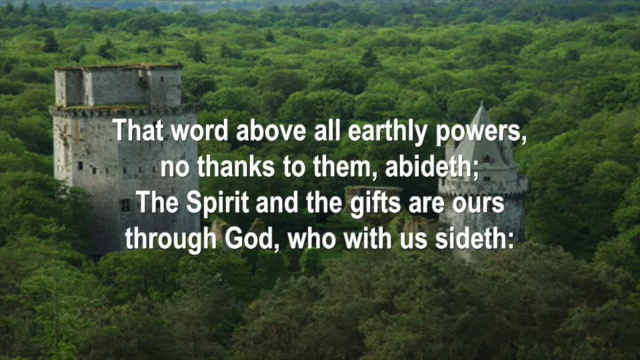 That word above all earthly powers,
no thanks to them, abideth;
The Spirit and the gifts are ours
through God, who with us sideth: